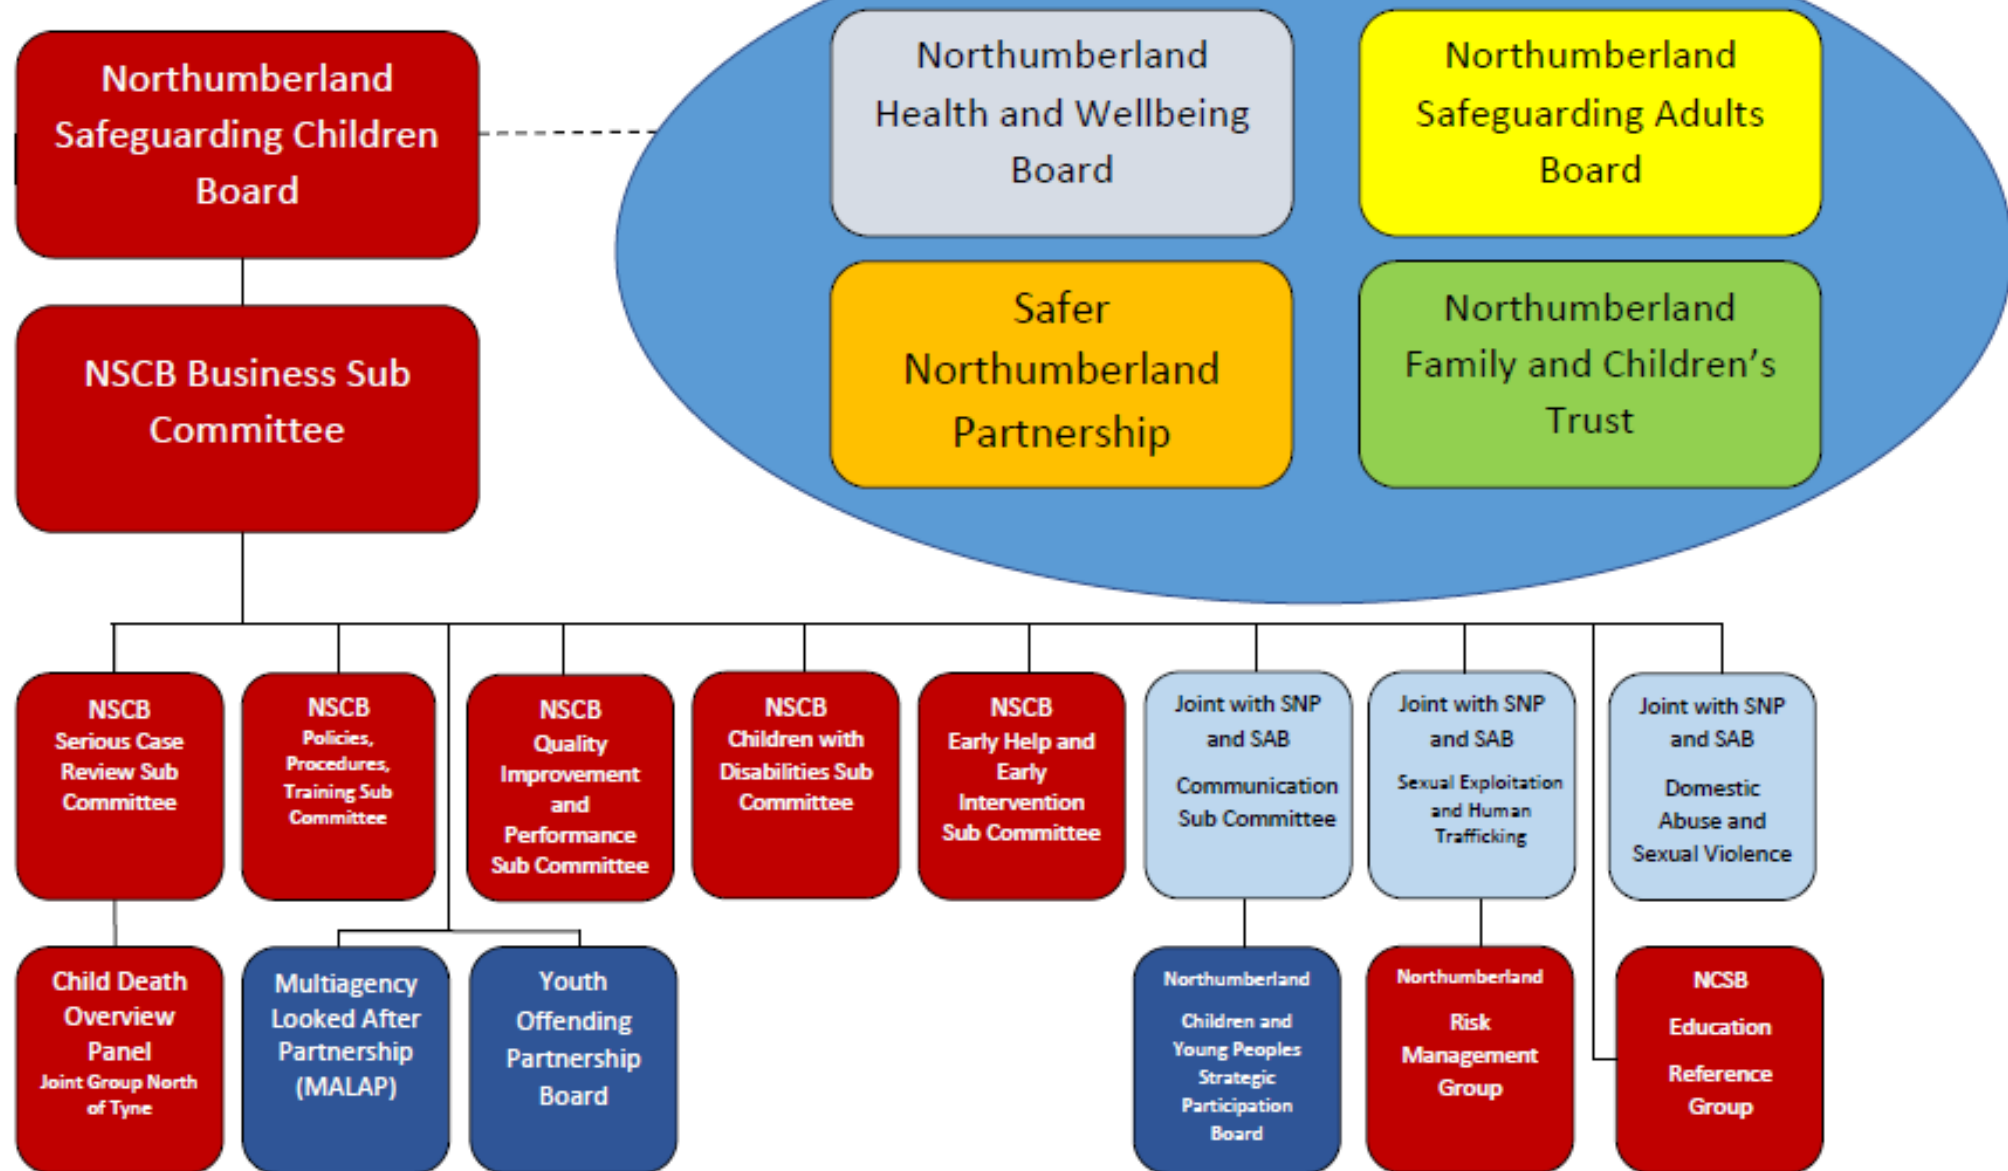 Northumberland
Safeguarding Children
Board
Northumberland
Health and Wellbeing
Board
Northumberland
Safeguarding Adults
Board
NSCB Business Sub
Committee
Safer
Northumberland
Partnership
Northumberland
Family and Children’s
Trust
NSCB
Serious Case
Review Sub
Committee
NSCB
Policies,
Procedures,
Training Sub
Committee
NSCB
Quality
Improvement
and
Performance
Sub Committee
NSCB
Children with
Disabilities Sub
Committee
NSCB
Early Help and
Early
Intervention
Sub Committee
Joint with SNP
and SAB
Communication
Sub Committee
Joint with SNP
and SAB
Sexual Exploitation
and Human
Trafficking
Joint with SNP
and SAB
Domestic
Abuse and
Sexual Violence
Child Death
Overview
Panel
Joint Group North
of Tyne
Multiagency
Looked After
Partnership
(MALAP)
Youth
Offending
Partnership
Board
Northumberland
Children and
Young Peoples
Strategic
Participation
Board
Northumberland
Risk
Management
Group
NCSB
Education
Reference
Group